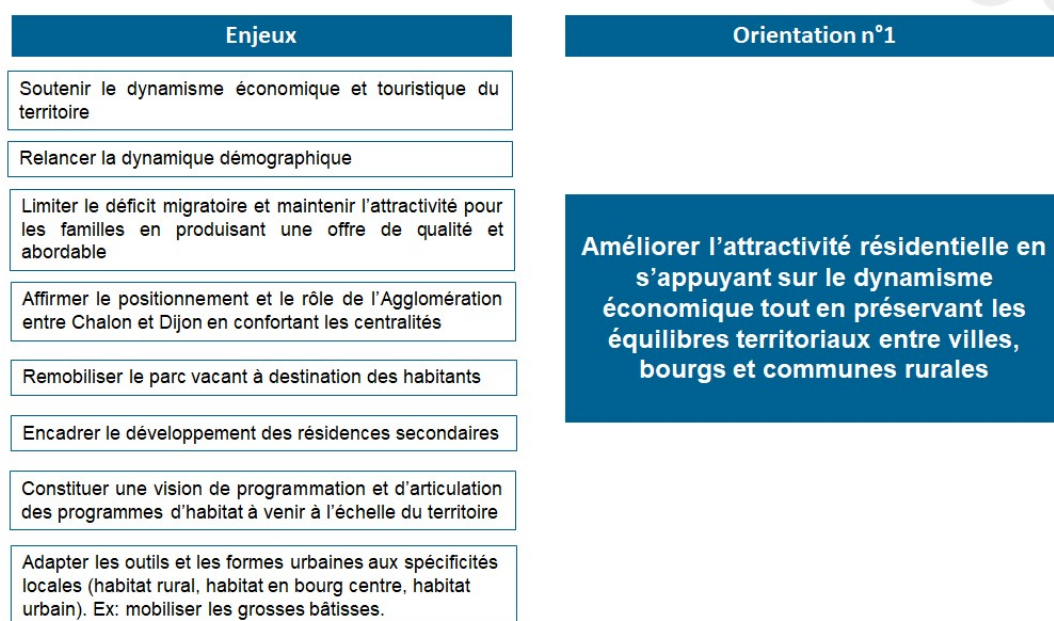 Enjeux
Soutenir le dynamisme économique et touristique du
territoire
Relancer la dynamique démographique
Limiter le déficit migratoire et maintenir l'attractivité pour
les familles en produisant une offre de qualité et
abordable
Affirmer le positionnement et le rôle de l'Agglomération
entre Chalon et Dijon en confortant les centralités
Remobiliser le parc vacant à destination des habitants
Encadrer le développement des résidences secondaires
Constituer une vision de programmation et d'articulation
des programmes d'habitat à venir à l'échelle du territoire
Adapter les outils et les formes urbaines aux spécificités
locales (habitat rural, habitat en bourg centre, habitat
urbain). Ex: mobiliser les grosses bâtisses.
Orientation n°1
Améliorer l'attractivité résidentielle en
s'appuyant sur le dynamisme
économique tout en préservant les
équilibres territoriaux entre villes,
bourgs et communes rurales